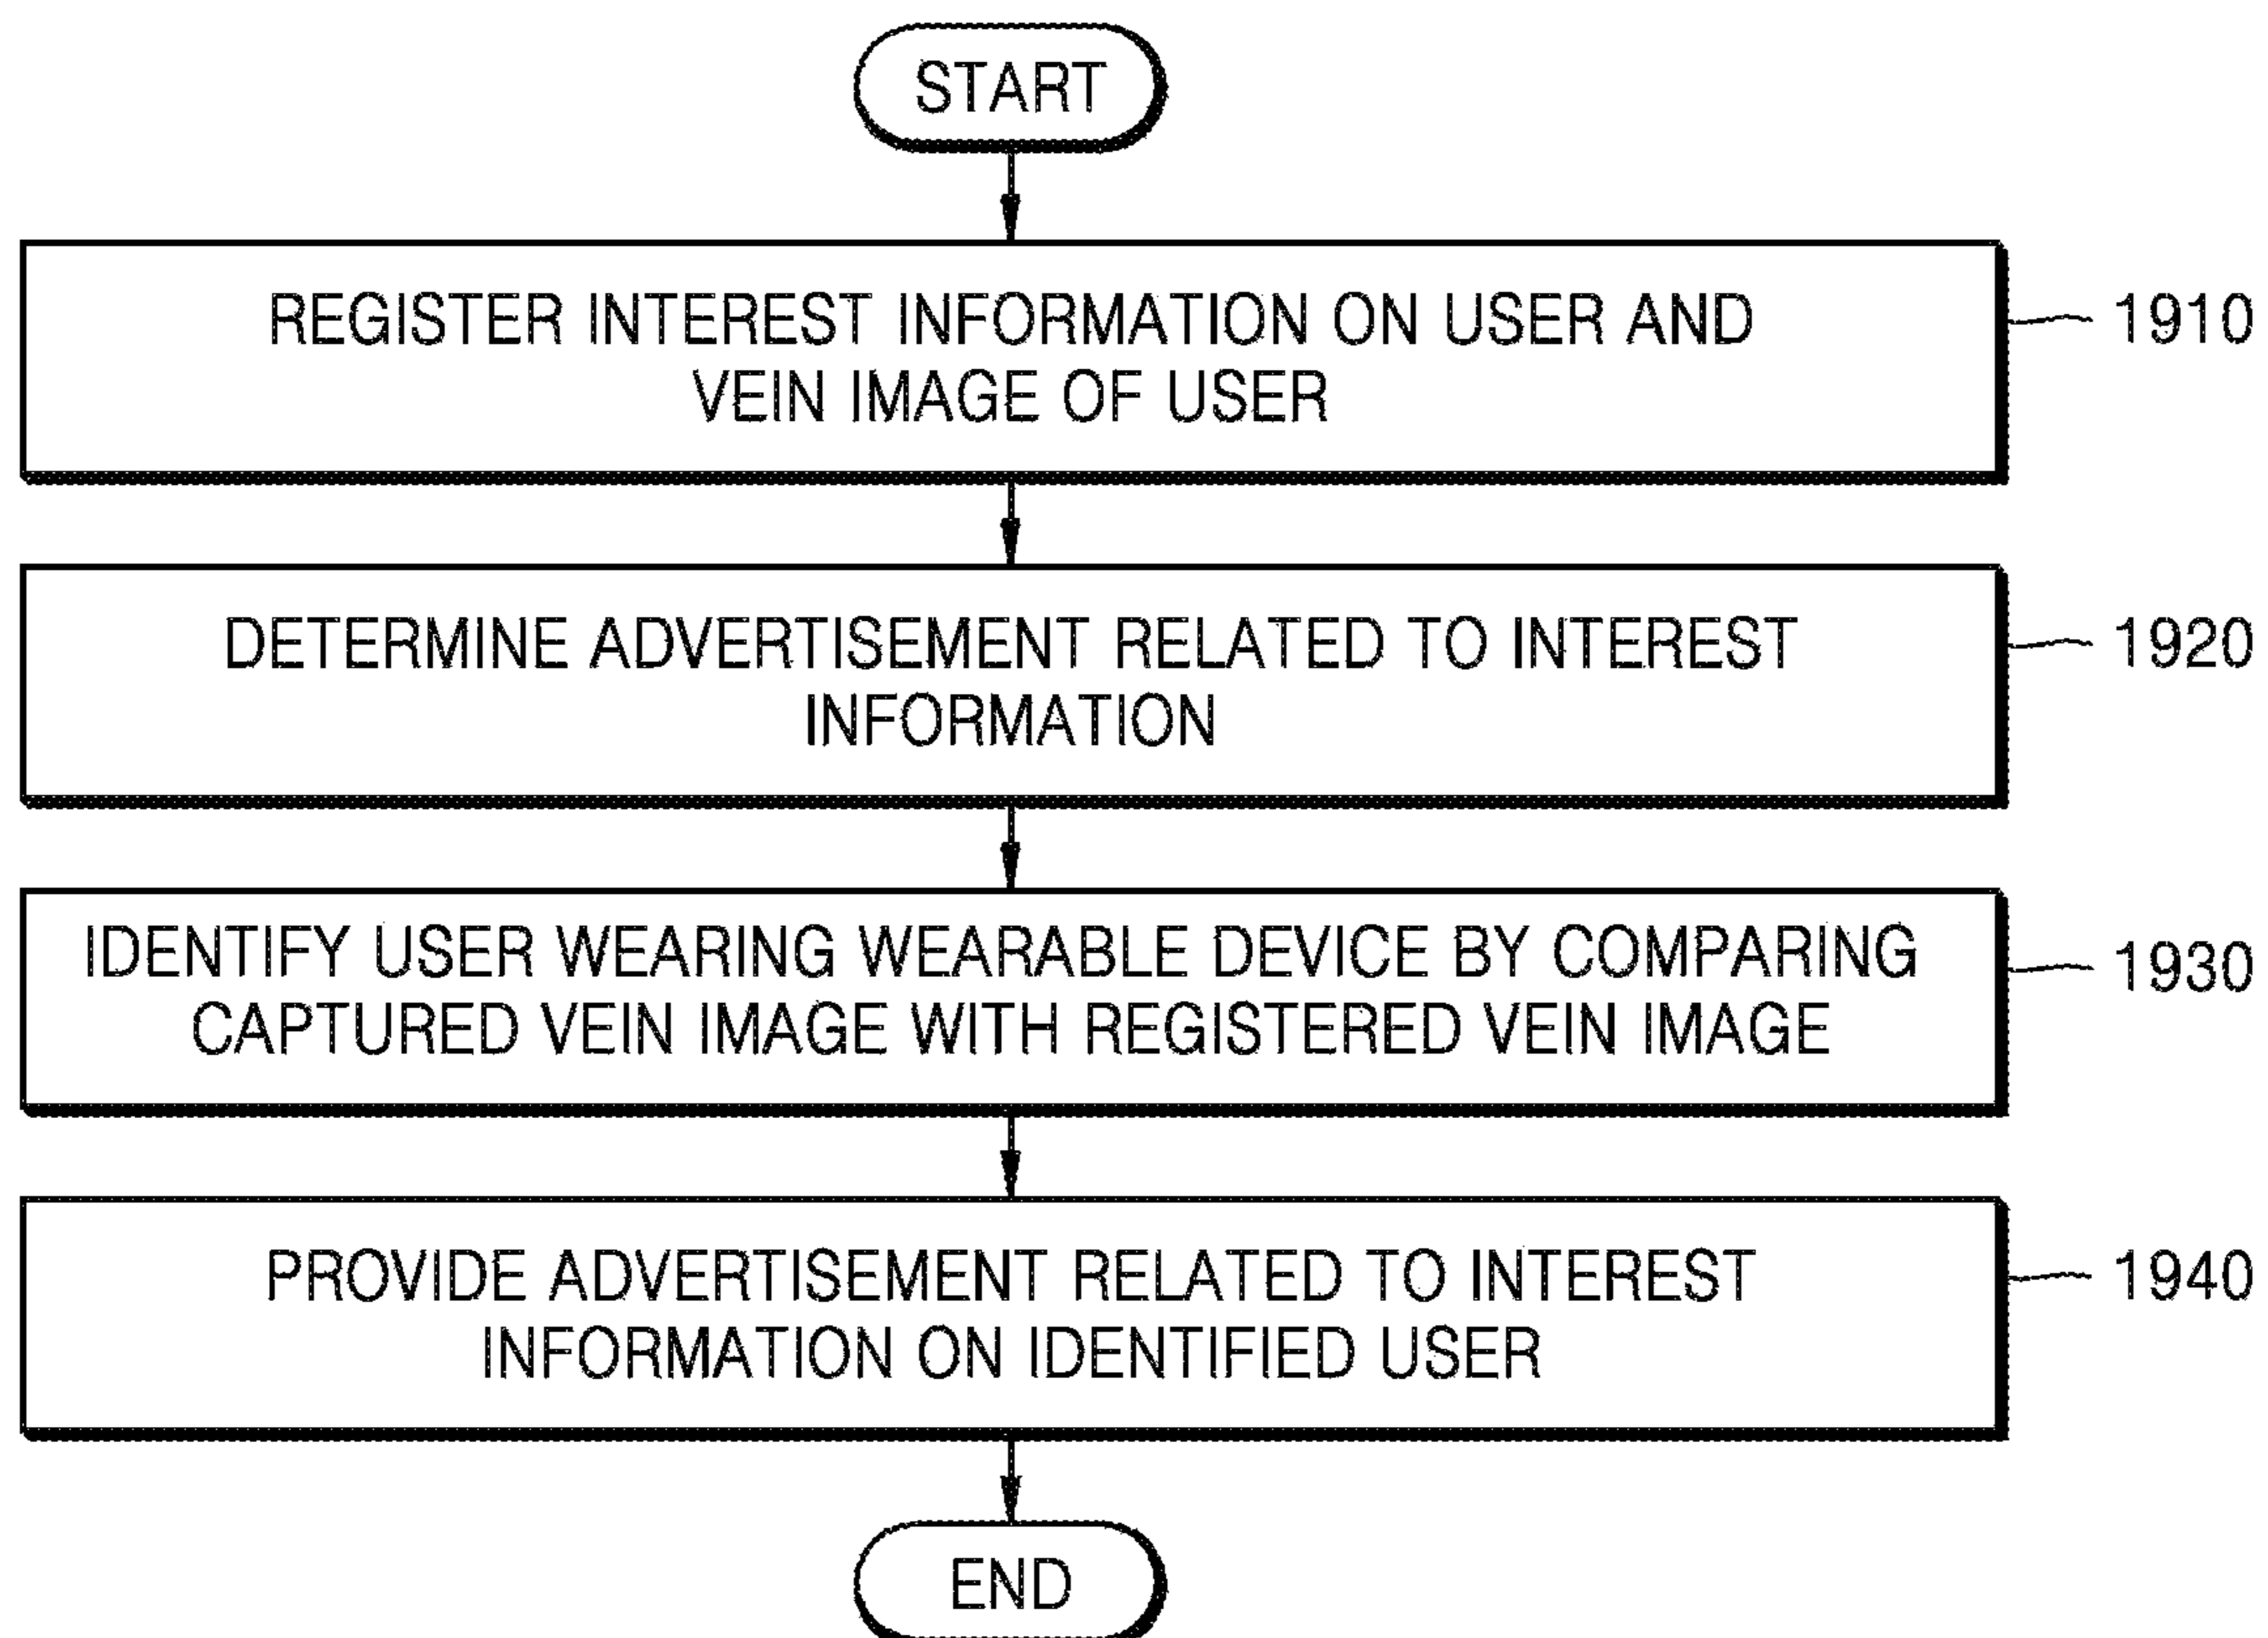 START
REGISTER INTEREST INFORMATION ON USER AND
VEIN IMAGE OF USER
1910
DETERMINE ADVERTISEMENT RELATED TO INTEREST
INFORMATION
1920
IDENTIFY USER WEARING WEARABLE DEVICE BY COMPARING
CAPTURED VEIN IMAGE WITH REGISTERED VEIN IMAGE
1930
PROVIDE ADVERTISEMENT RELATED TO INTEREST
INFORMATION ON IDENTIFIED USER
1940
END